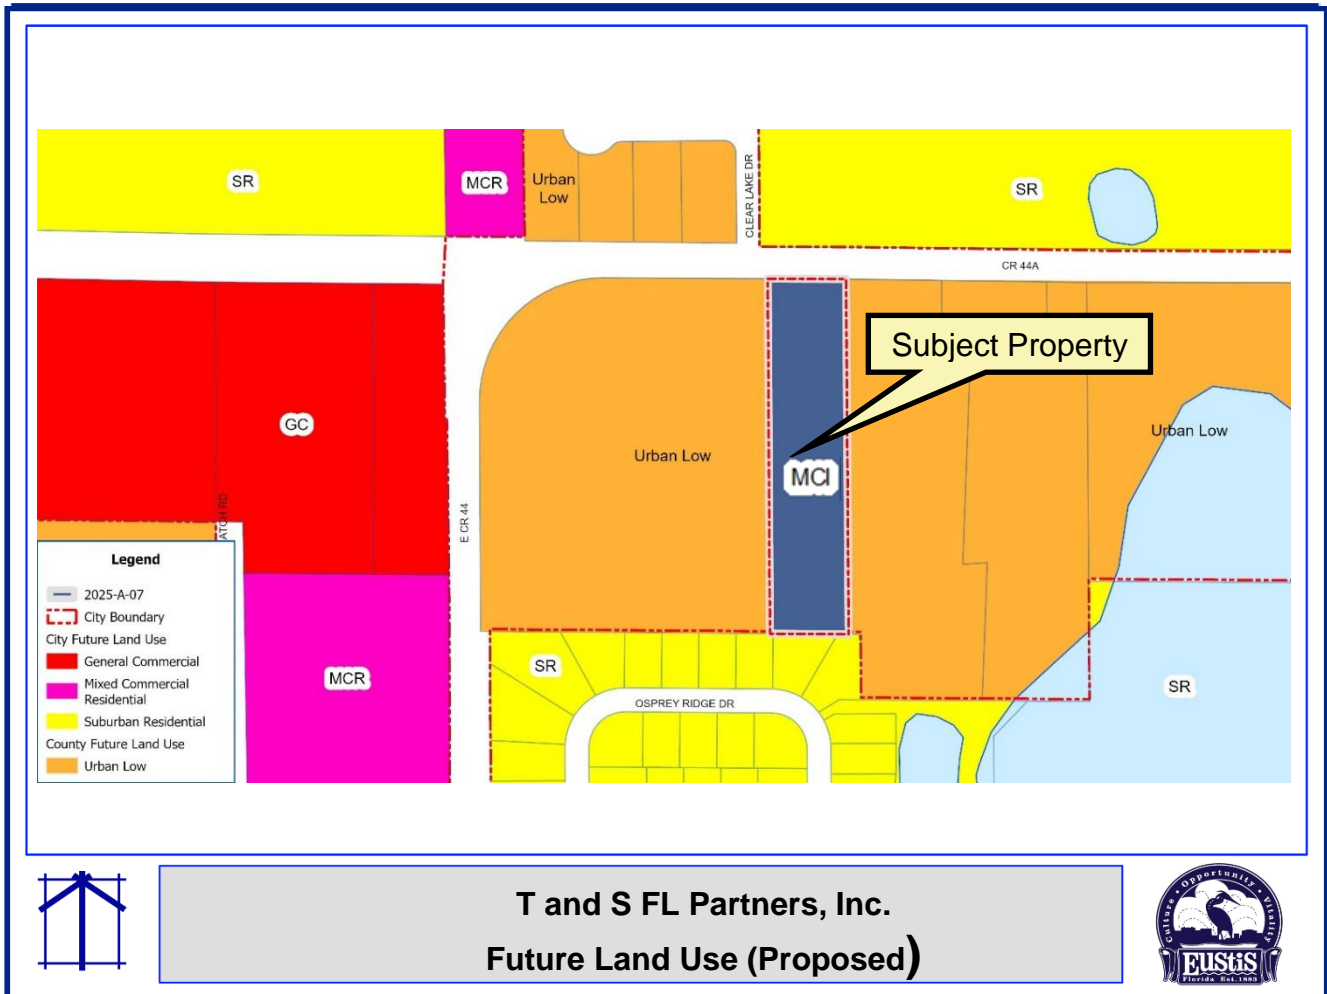 SR
MCR
Urban
Low
CLEAR LAKE DR
SR
CR 44A
Subject Property
GC
Urban Low
MCI
Urban Low
ATCH RD
E CR 44
Legend
2025-A-07
City Boundary
City Future Land Use
General Commercial
Mixed Commercial
Residential
Suburban Residential
County Future Land Use
Urban Low
MCR
SR
OSPREY RIDGE DR
SR
T and S FL Partners, Inc.
Future Land Use (Proposed)
Culture • Opportunity • Vitality
EUStiS
Florida Est. 1883